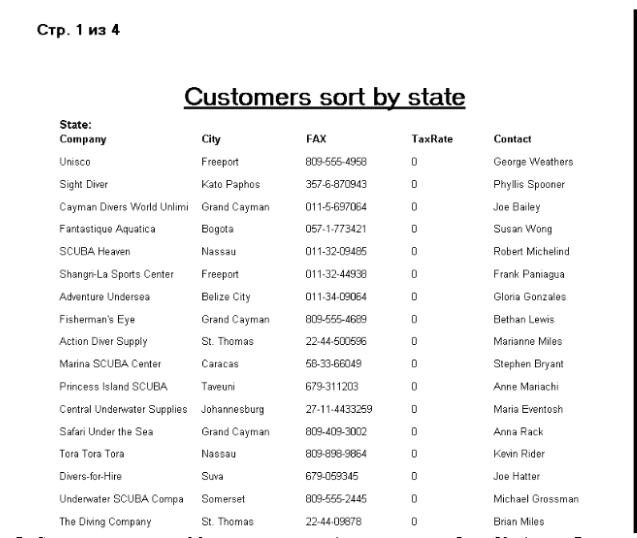 Стр. 1 из 4
Customers sort by state
State:
Company City FAX TaxRate Contact
Unisco Freeport 809-555-4958 0 George Weathers
Sight Diver Kato Paphos 357-6-870943 0 Phyllis Spooner
Cayman Divers World Unlimi Grand Cayman 011-5-697064 0 Joe Bailey
Fantastique Aquatica Bogota 057-1-773421 0 Susan Wong
SCUBA Heaven Nassau 011-32-09485 0 Robert Michelind
Shangri-La Sports Center Freeport 011-32-44938 0 Frank Paniagua
Adventure Undersea Belize City 011-34-09064 0 Gloria Gonzales
Fisherman's Eye Grand Cayman 809-555-4689 0 Bethan Lewis
Action Diver Supply St. Thomas 22-44-500596 0 Marianne Miles
Marina SCUBA Center Caracas 58-33-66049 0 Stephen Bryant
Princess Island SCUBA Taveuni 679-311203 0 Anne Mariachi
Central Underwater Supplies Johannesburg 27-11-4433259 0 Maria Eventosh
Safari Under the Sea Grand Cayman 809-409-3002 0 Anna Rack
Tora Tora Tora Nassau 809-898-9864 0 Kevin Rider
Divers-for-Hire Suva 679-059345 0 Joe Hatter
Underwater SCUBA Compa Somerset 809-555-2445 0 Michael Grossman
The Diving Company St. Thomas 22-44-09878 0 Brian Miles